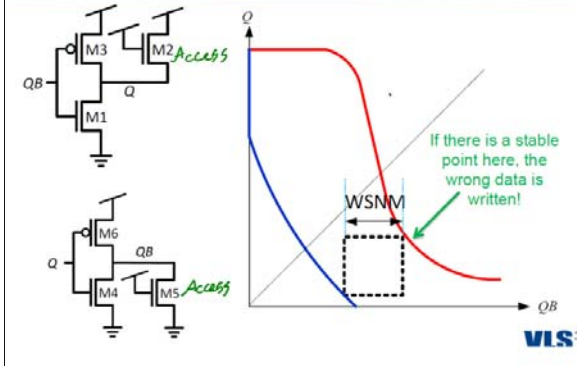 M3
M2 Access
QB
Q
M1
M6
QB
Q
M4
M5 Access
Q
If there is a stable
point here, the
wrong data is
written!
WSNM
QB
VLS